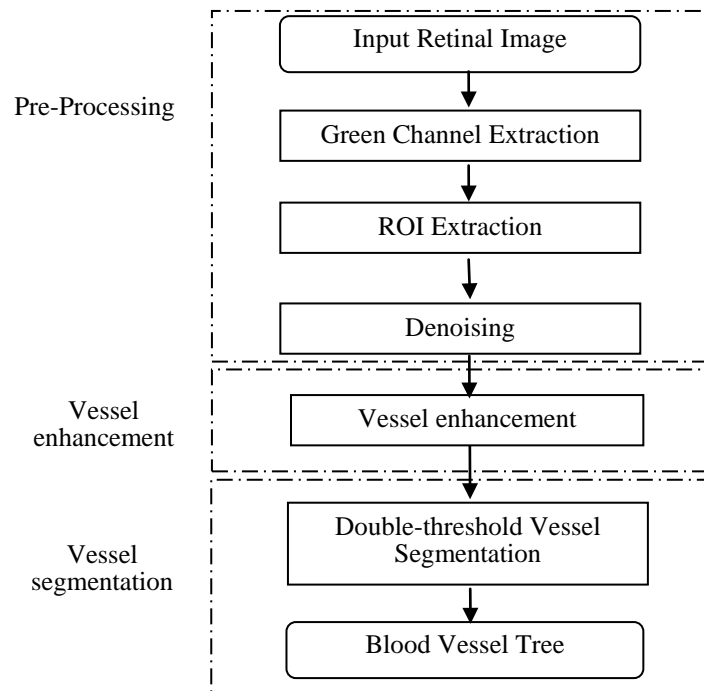 Input Retinal Image
Pre-Processing
Green Channel Extraction
ROI Extraction
Denoising
Vessel
enhancement
Vessel enhancement
Double-threshold Vessel
Segmentation
Vessel
segmentation
Blood Vessel Tree